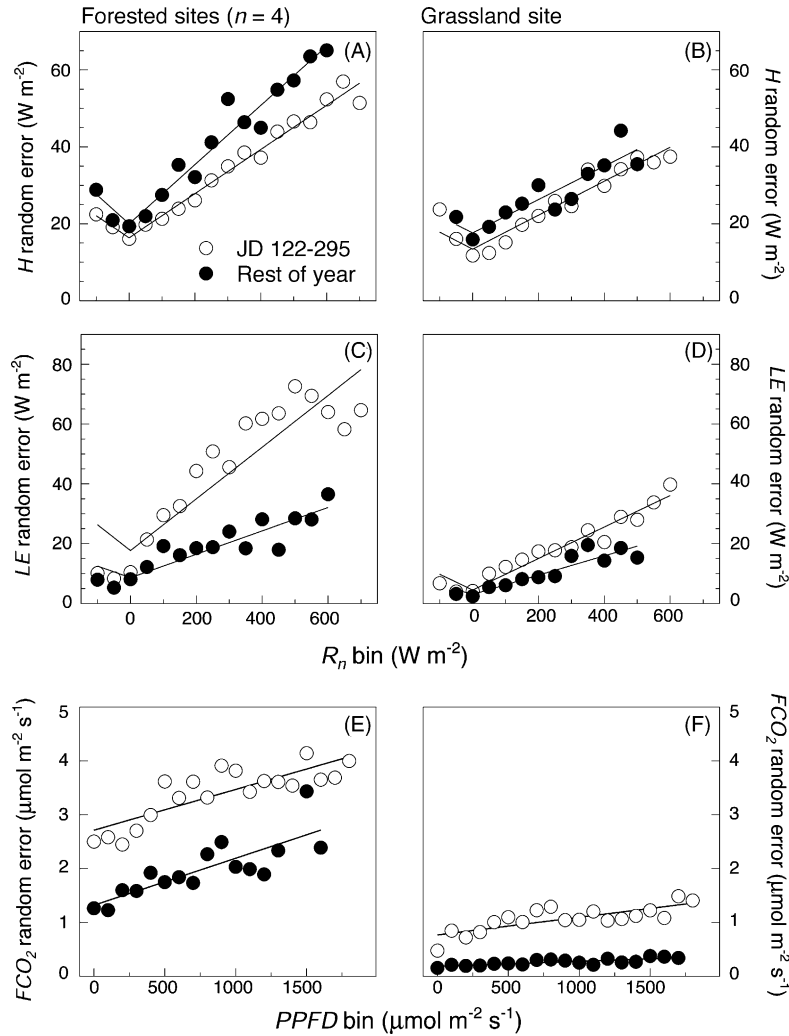 Forested sites (n = 4)
Grassland site
(A)
(B)
H random error (W m-2)
60
40
20
0
JD 122-295
Rest of year
60
40
20
0
H random error (W m-2)
(C)
(D)
LE random error (W m-2)
80
60
40
20
0
80
60
40
20
0
LE random error (W m-2)
0 200 400 600
0 200 400 600
Rn bin (W m-2)
(E)
(F)
FCO2 random error (μmol m-2 s-1)
5
4
3
2
1
0
5
4
3
2
1
0
FCO2 random error (μmol m-2 s-1)
0 500 1000 1500
0 500 1000 1500
PPFD bin (μmol m-2 s-1)